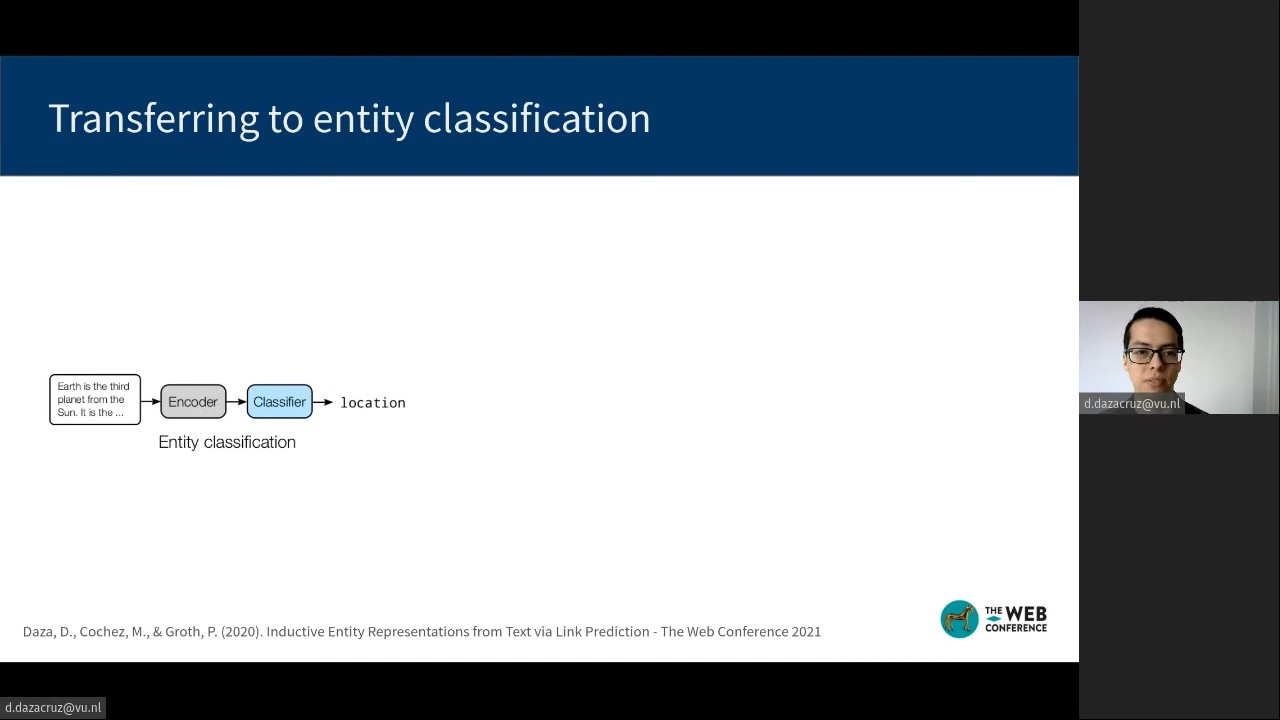 Transferring to entity classification
Earth is the third
planet from the
Sun. It is the ...
Encoder
Classifier
location
Entity classification
Daza, D., Cochez, M., & Groth, P. (2020). Inductive Entity Representations from Text via Link Prediction - The Web Conference 2021
THE WEB
CONFERENCE
d.dazacruz@vu.nl
d.dazacruz@vu.nl